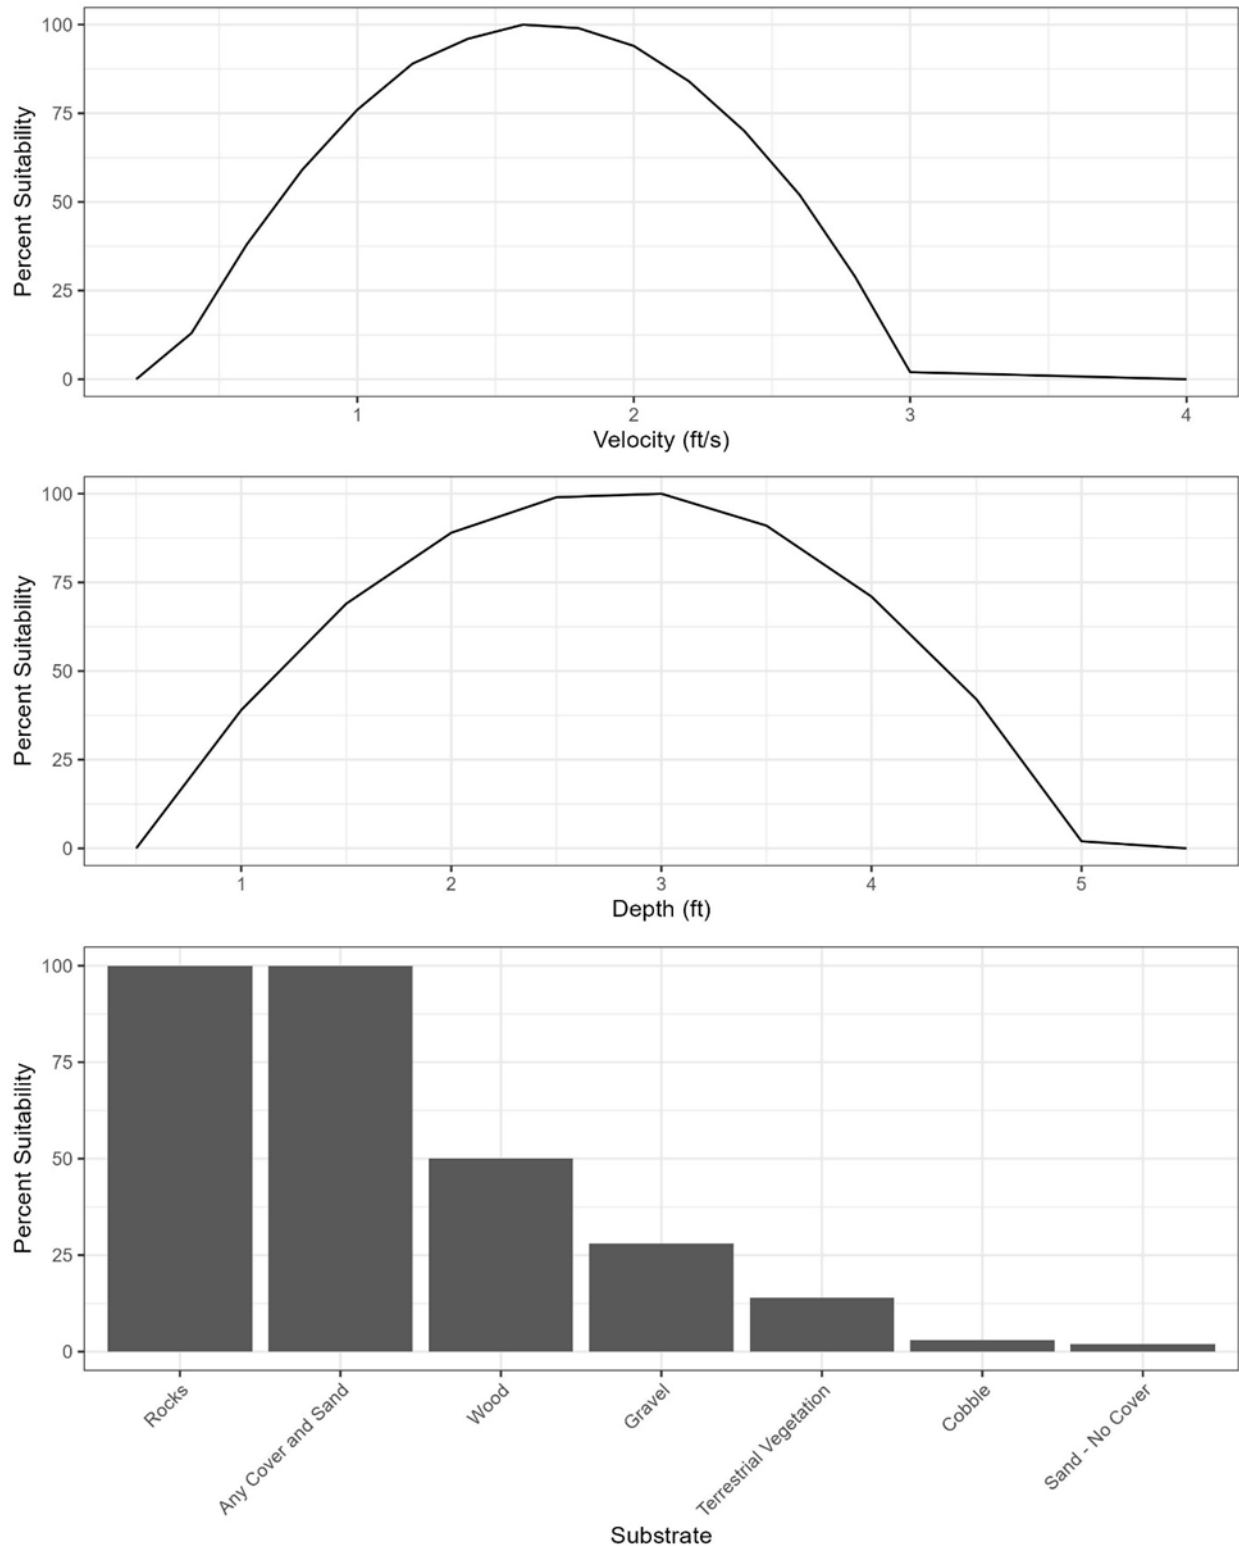 Percent Suitability
100
75
50
25
0
1 2 3 4
Velocity (ft/s)
Percent Suitability
100
75
50
25
0
1 2 3 4 5
Depth (ft)
Percent Suitability
100
75
50
25
0
Rocks
Any Cover and Sand
Wood
Gravel
Terrestrial Vegetation
Cobble
Sand - No Cover
Substrate